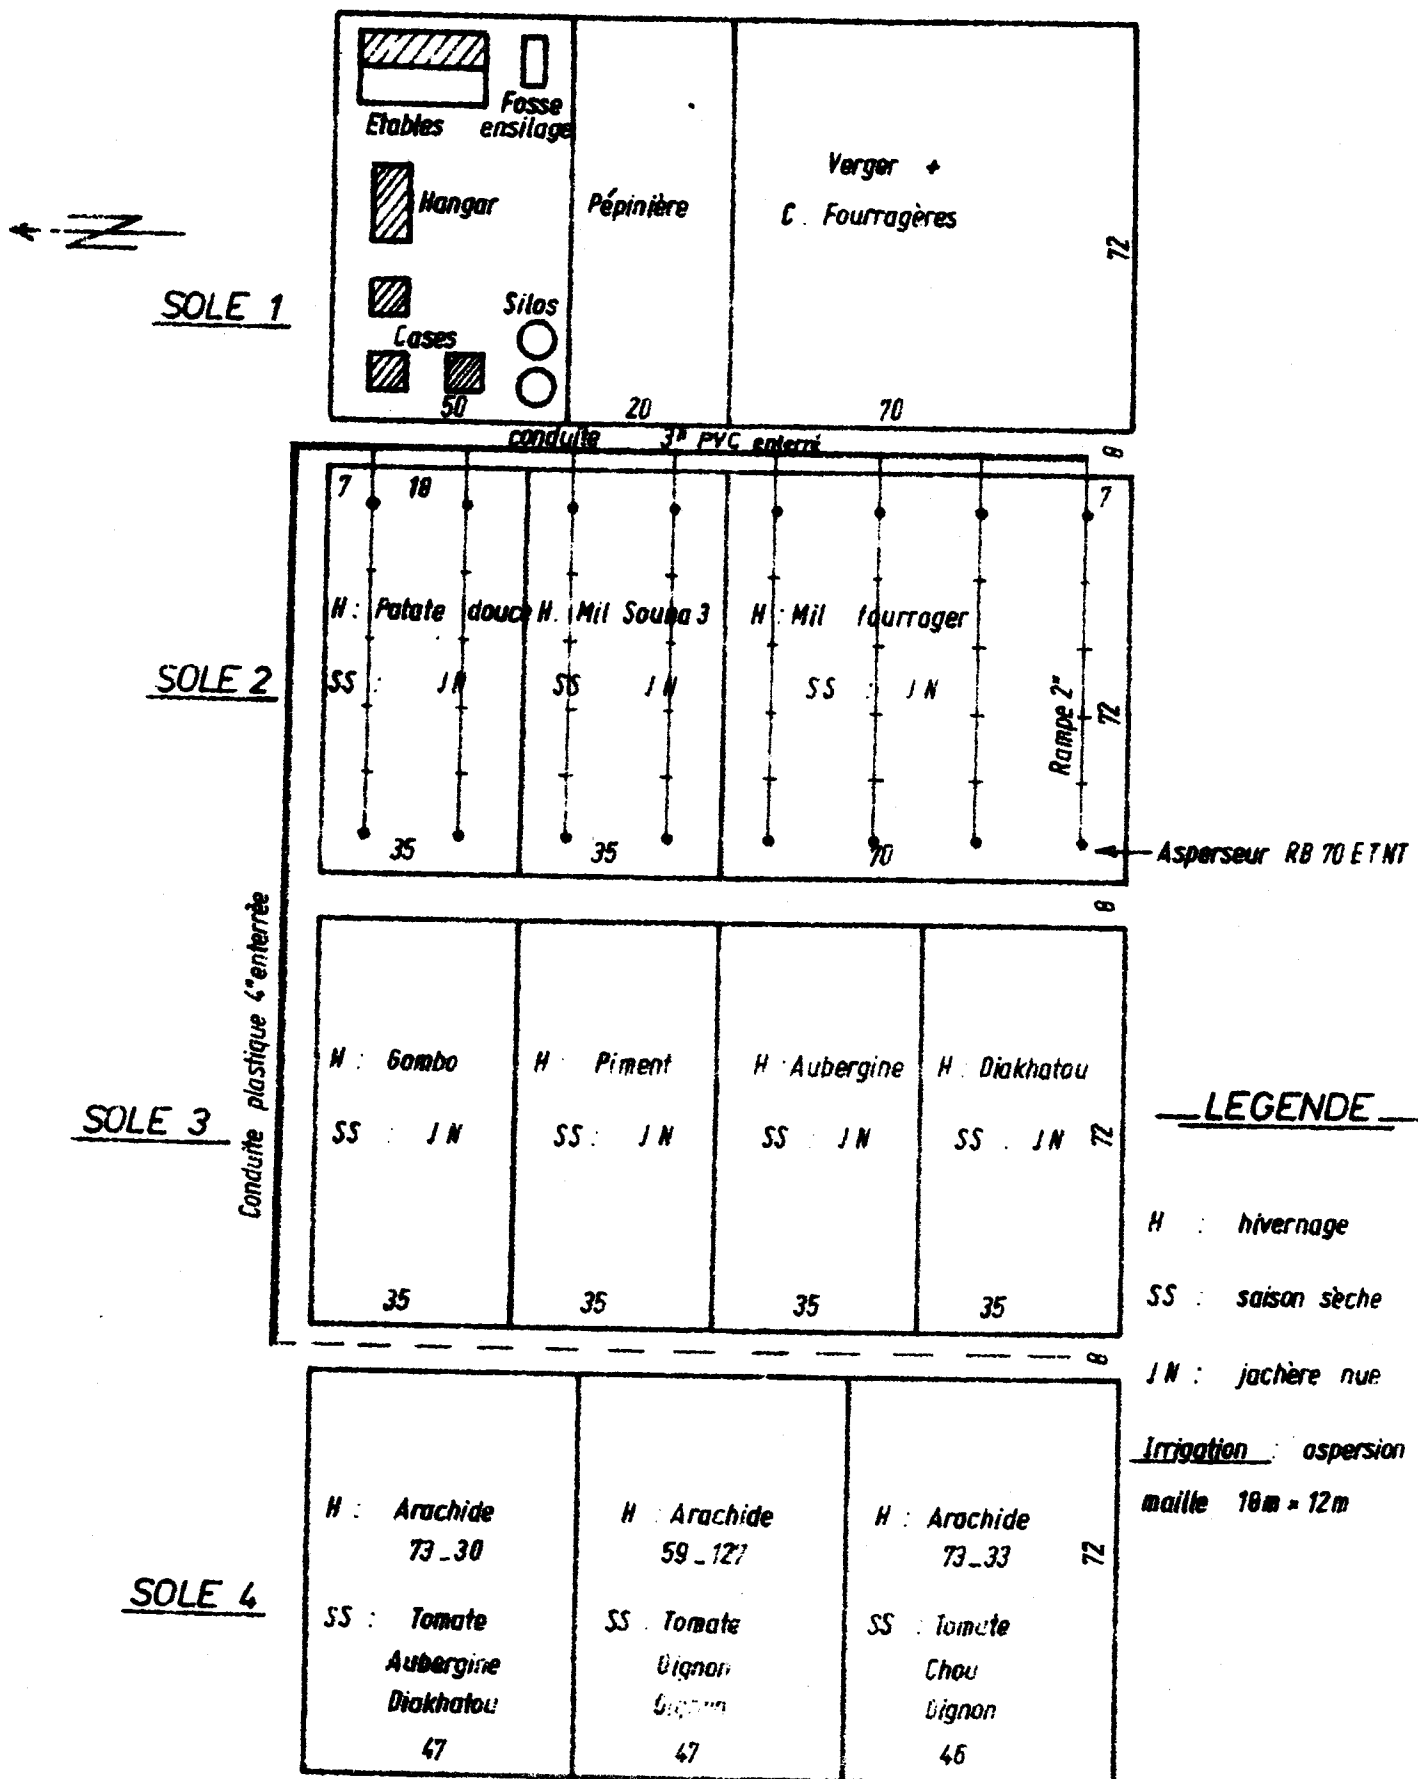 Etables
Fosse
ensilage
Hangar
Cases
Silos
50
Pépinière
20
Verger +
C. Fourragères
72
70
SOLE 1
conduite 3" PVC enterré
8
7
18
7
H : Patate douce
SS : JN
35
H. Mil Souna 3
SS JN
35
H : Mil fourrager
SS : JN
70
Rampe 2"
72
SOLE 2
Asperseur RB 70 ETNT
8
Conduite plastique 4" enterrée
H : Gombo
SS : JN
35
H Piment
SS : JN
35
H : Aubergine
SS : JN
35
H : Diakhatou
SS . JN
72
35
SOLE 3
8
H : Arachide
73_30
SS : Tomate
Aubergine
Diakhatou
47
H Arachide
59_127
SS . Tomate
Oignon
47
H : Arachide
73_33
72
SS : Tomate
Chou
Oignon
46
SOLE 4
LEGENDE
H : hivernage
SS : saison sèche
JN : jachère nue
Irrigation : aspersion
maille 18m × 12m